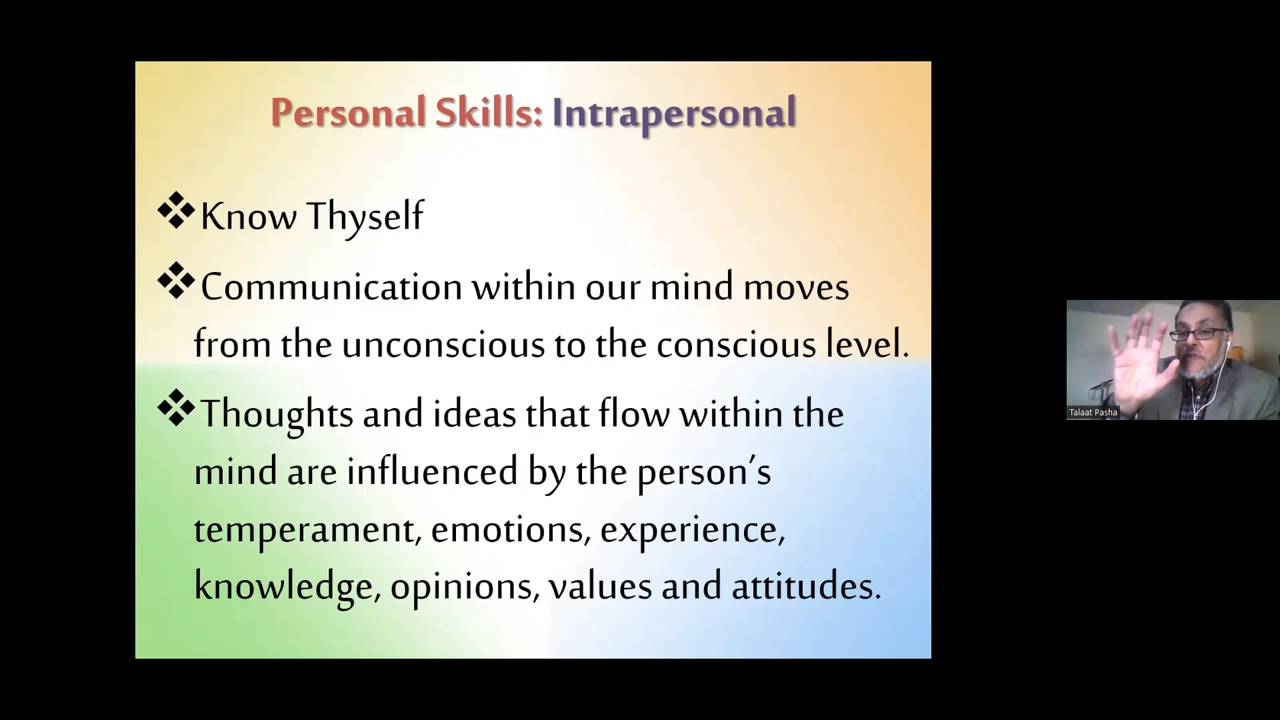 Personal Skills: Intrapersonal
❖Know Thyself
❖Communication within our mind moves
from the unconscious to the conscious level.
❖Thoughts and ideas that flow within the
mind are influenced by the person’s
temperament, emotions, experience,
knowledge, opinions, values and attitudes.
Talaat Pasha